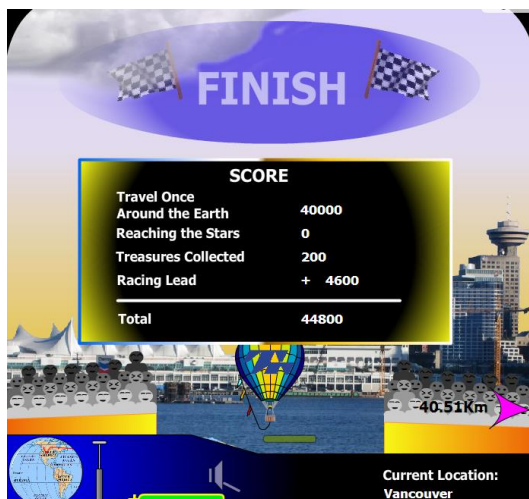 FINISH
SCORE
Travel Once
Around the Earth 40000
Reaching the Stars 0
Treasures Collected 200
Racing Lead + 4600
Total 44800
-40.51Km
Current Location:
Vancouver